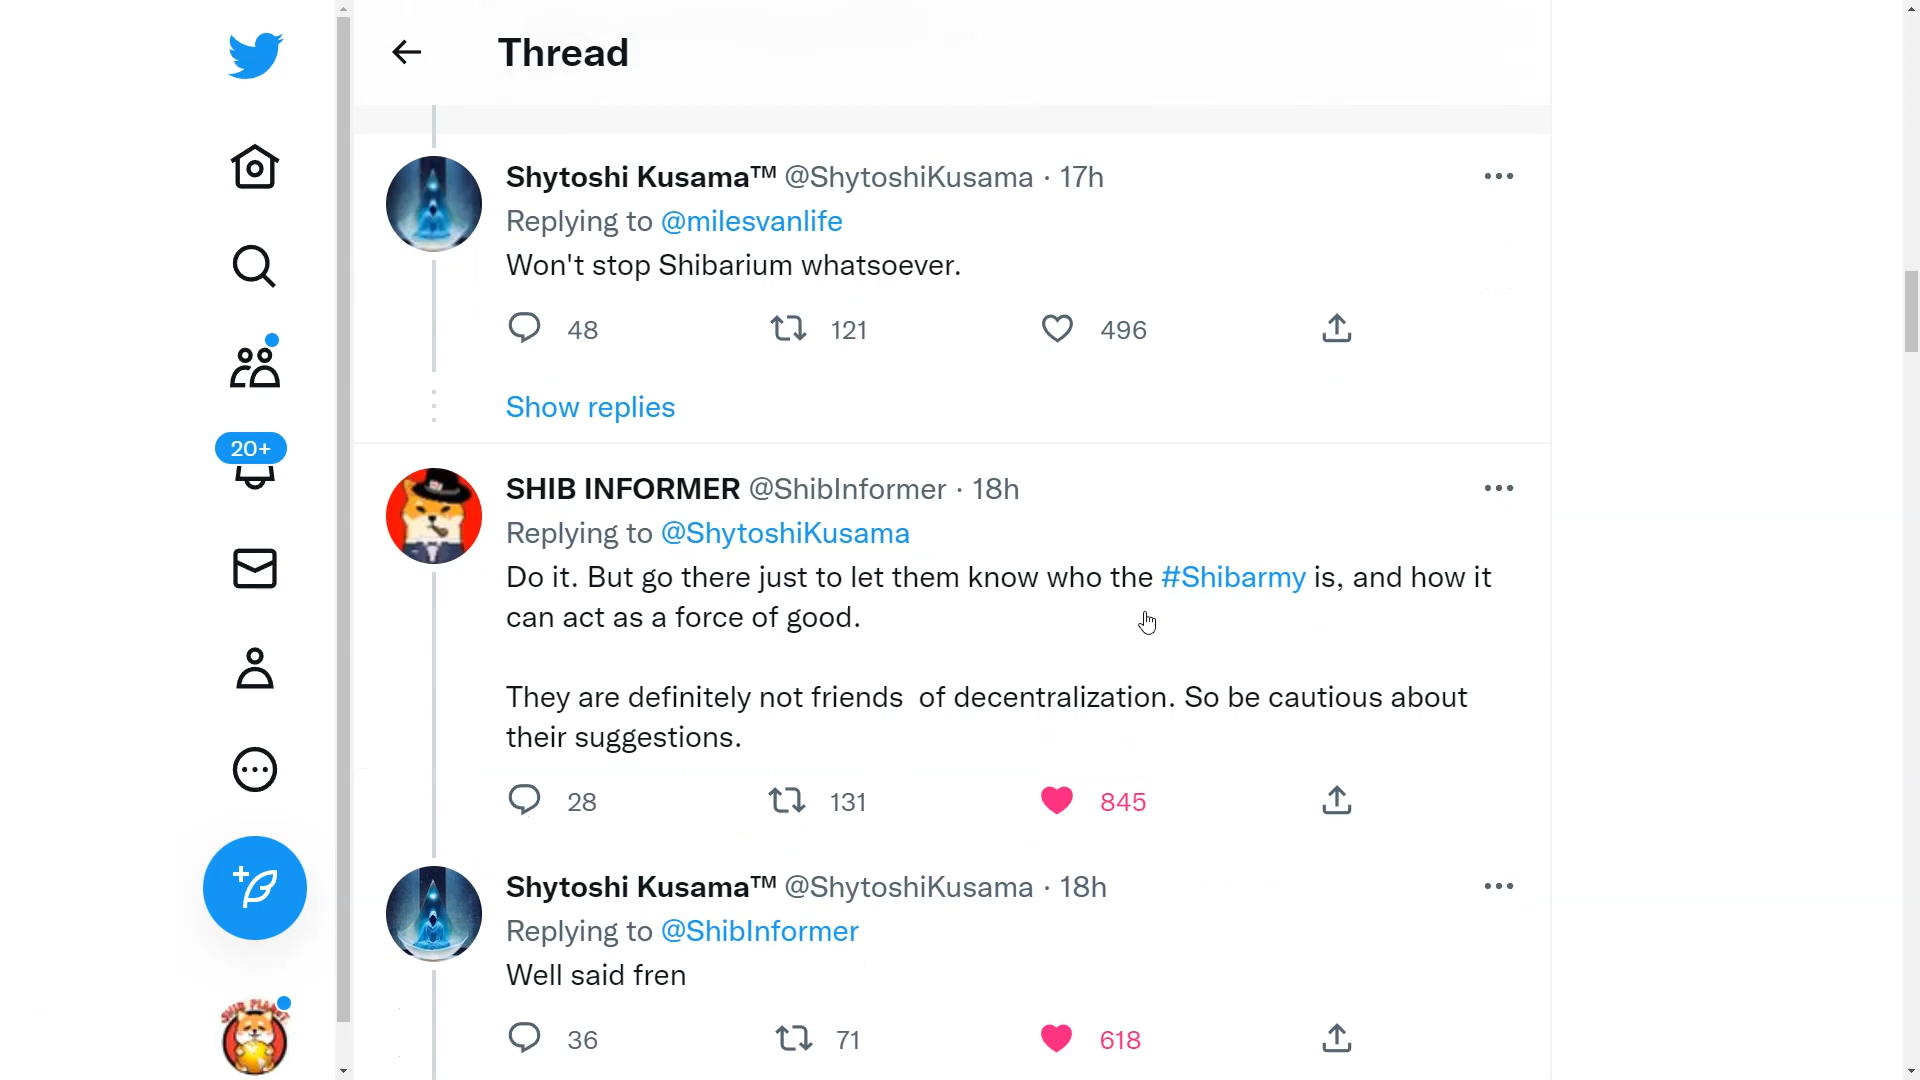 Thread
Shytoshi Kusama™ @ShytoshiKusama · 17h
Replying to @milesvanlife
Won't stop Shibarium whatsoever.
48 121 496
Show replies
20+
SHIB INFORMER @ShibInformer · 18h
Replying to @ShytoshiKusama
Do it. But go there just to let them know who the #Shibarmy is, and how it
can act as a force of good.
They are definitely not friends  of decentralization. So be cautious about
their suggestions.
28 131 845
Shytoshi Kusama™ @ShytoshiKusama · 18h
Replying to @ShibInformer
Well said fren
36 71 618
SHIB PLANET